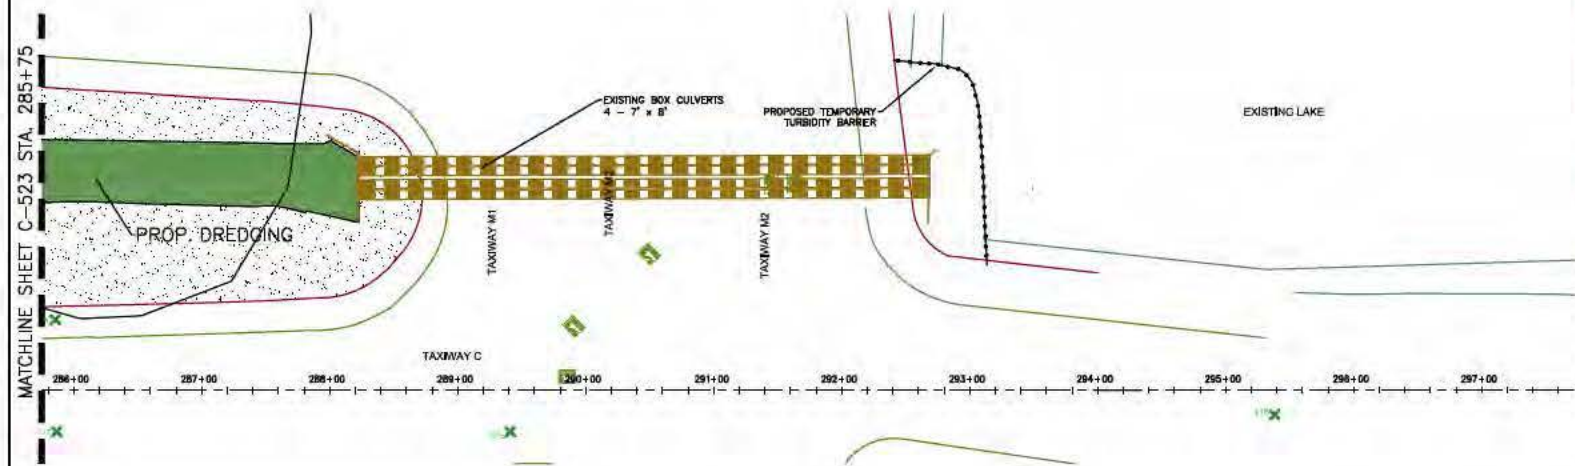 MATCHLINE SHEET C-523 STA. 285+75
EXISTING BOX CULVERTS
4 - 7' x 8'
PROPOSED TEMPORARY
TURBIDITY BARRIER
EXISTING LAKE
PROP. DREDGING
TAXIWAY M1
TAXIWAY M2
TAXIWAY M2
TAXIWAY C
286+00
287+00
288+00
289+00
290+00
291+00
292+00
293+00
294+00
295+00
296+00
297+00